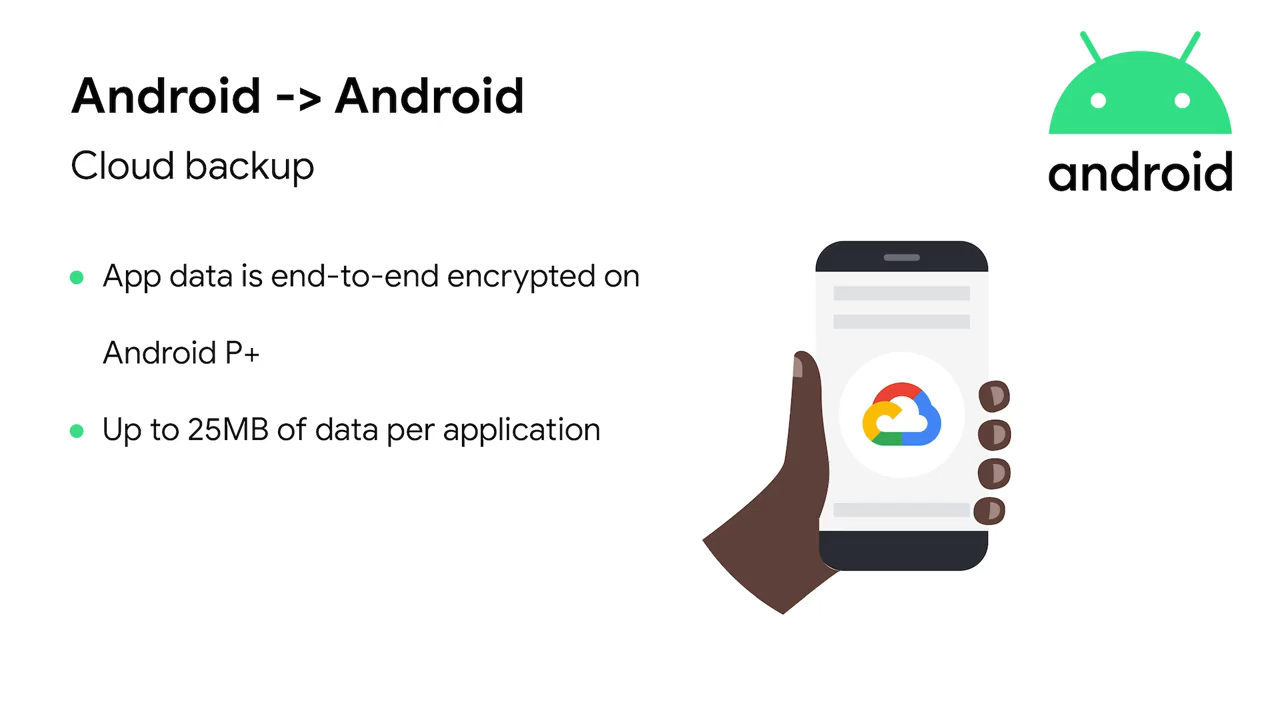 Android -> Android
android
Cloud backup
App data is end-to-end encrypted on
Android P+
Up to 25MB of data per application